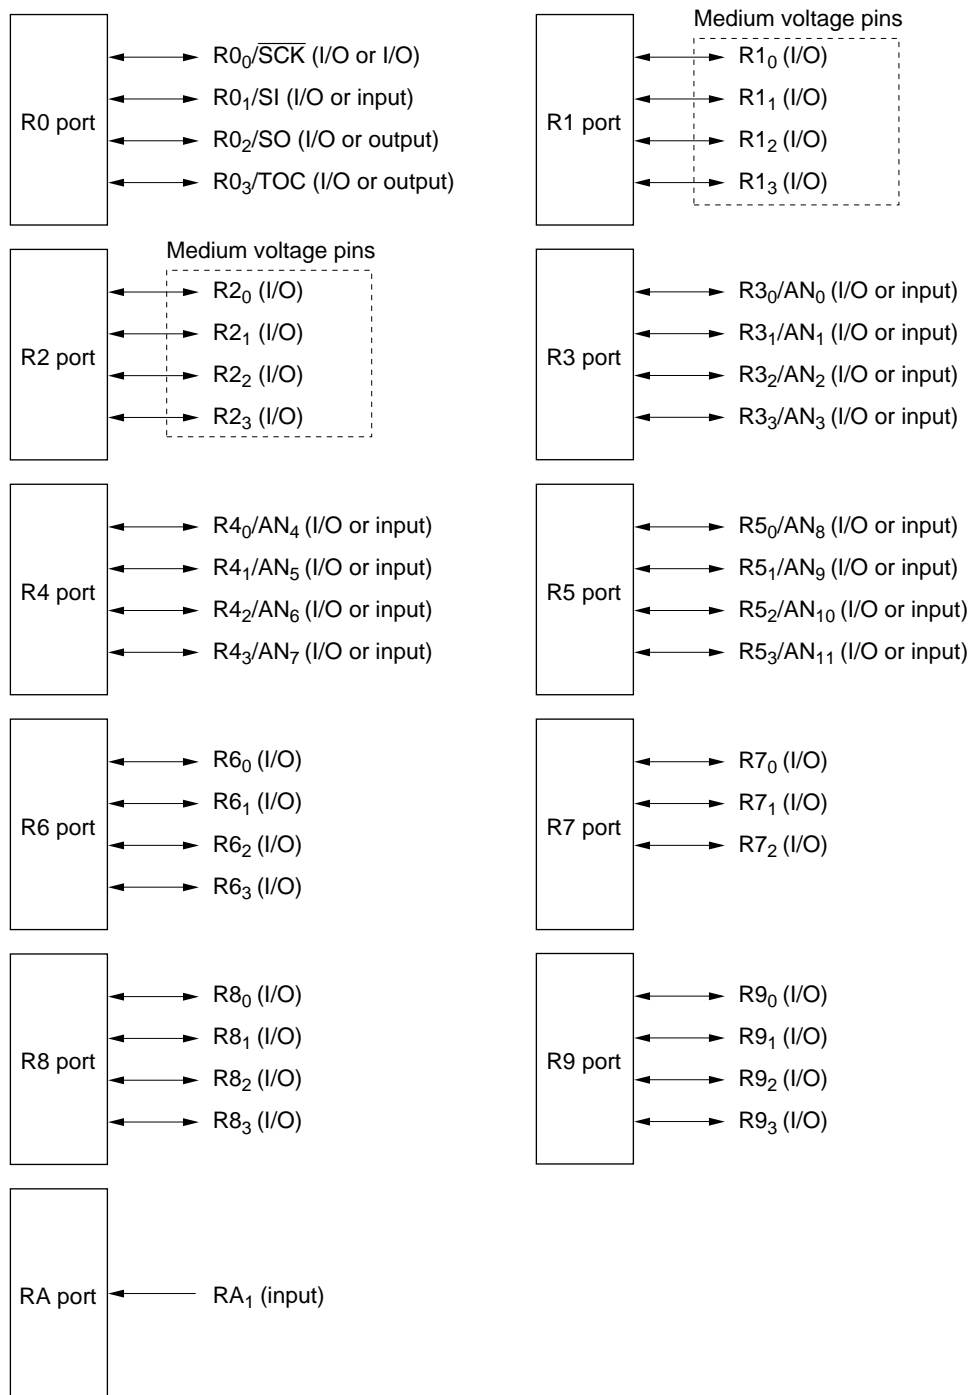 R0 port
R0₀/S̅C̅K̅ (I/O or I/O)
R0₁/SI (I/O or input)
R0₂/SO (I/O or output)
R0₃/TOC (I/O or output)
Medium voltage pins
R1 port
R1₀ (I/O)
R1₁ (I/O)
R1₂ (I/O)
R1₃ (I/O)
Medium voltage pins
R2 port
R2₀ (I/O)
R2₁ (I/O)
R2₂ (I/O)
R2₃ (I/O)
R3 port
R3₀/AN₀ (I/O or input)
R3₁/AN₁ (I/O or input)
R3₂/AN₂ (I/O or input)
R3₃/AN₃ (I/O or input)
R4 port
R4₀/AN₄ (I/O or input)
R4₁/AN₅ (I/O or input)
R4₂/AN₆ (I/O or input)
R4₃/AN₇ (I/O or input)
R5 port
R5₀/AN₈ (I/O or input)
R5₁/AN₉ (I/O or input)
R5₂/AN₁₀ (I/O or input)
R5₃/AN₁₁ (I/O or input)
R6 port
R6₀ (I/O)
R6₁ (I/O)
R6₂ (I/O)
R6₃ (I/O)
R7 port
R7₀ (I/O)
R7₁ (I/O)
R7₂ (I/O)
R8 port
R8₀ (I/O)
R8₁ (I/O)
R8₂ (I/O)
R8₃ (I/O)
R9 port
R9₀ (I/O)
R9₁ (I/O)
R9₂ (I/O)
R9₃ (I/O)
RA port
RA₁ (input)